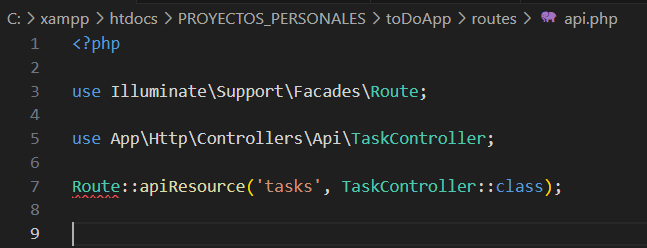 C: > xampp > htdocs > PROYECTOS_PERSONALES > toDoApp > routes > api.php
1 <?php
2
3 use Illuminate\Support\Facades\Route;
4
5 use App\Http\Controllers\Api\TaskController;
6
7 Route::apiResource('tasks', TaskController::class);
8
9